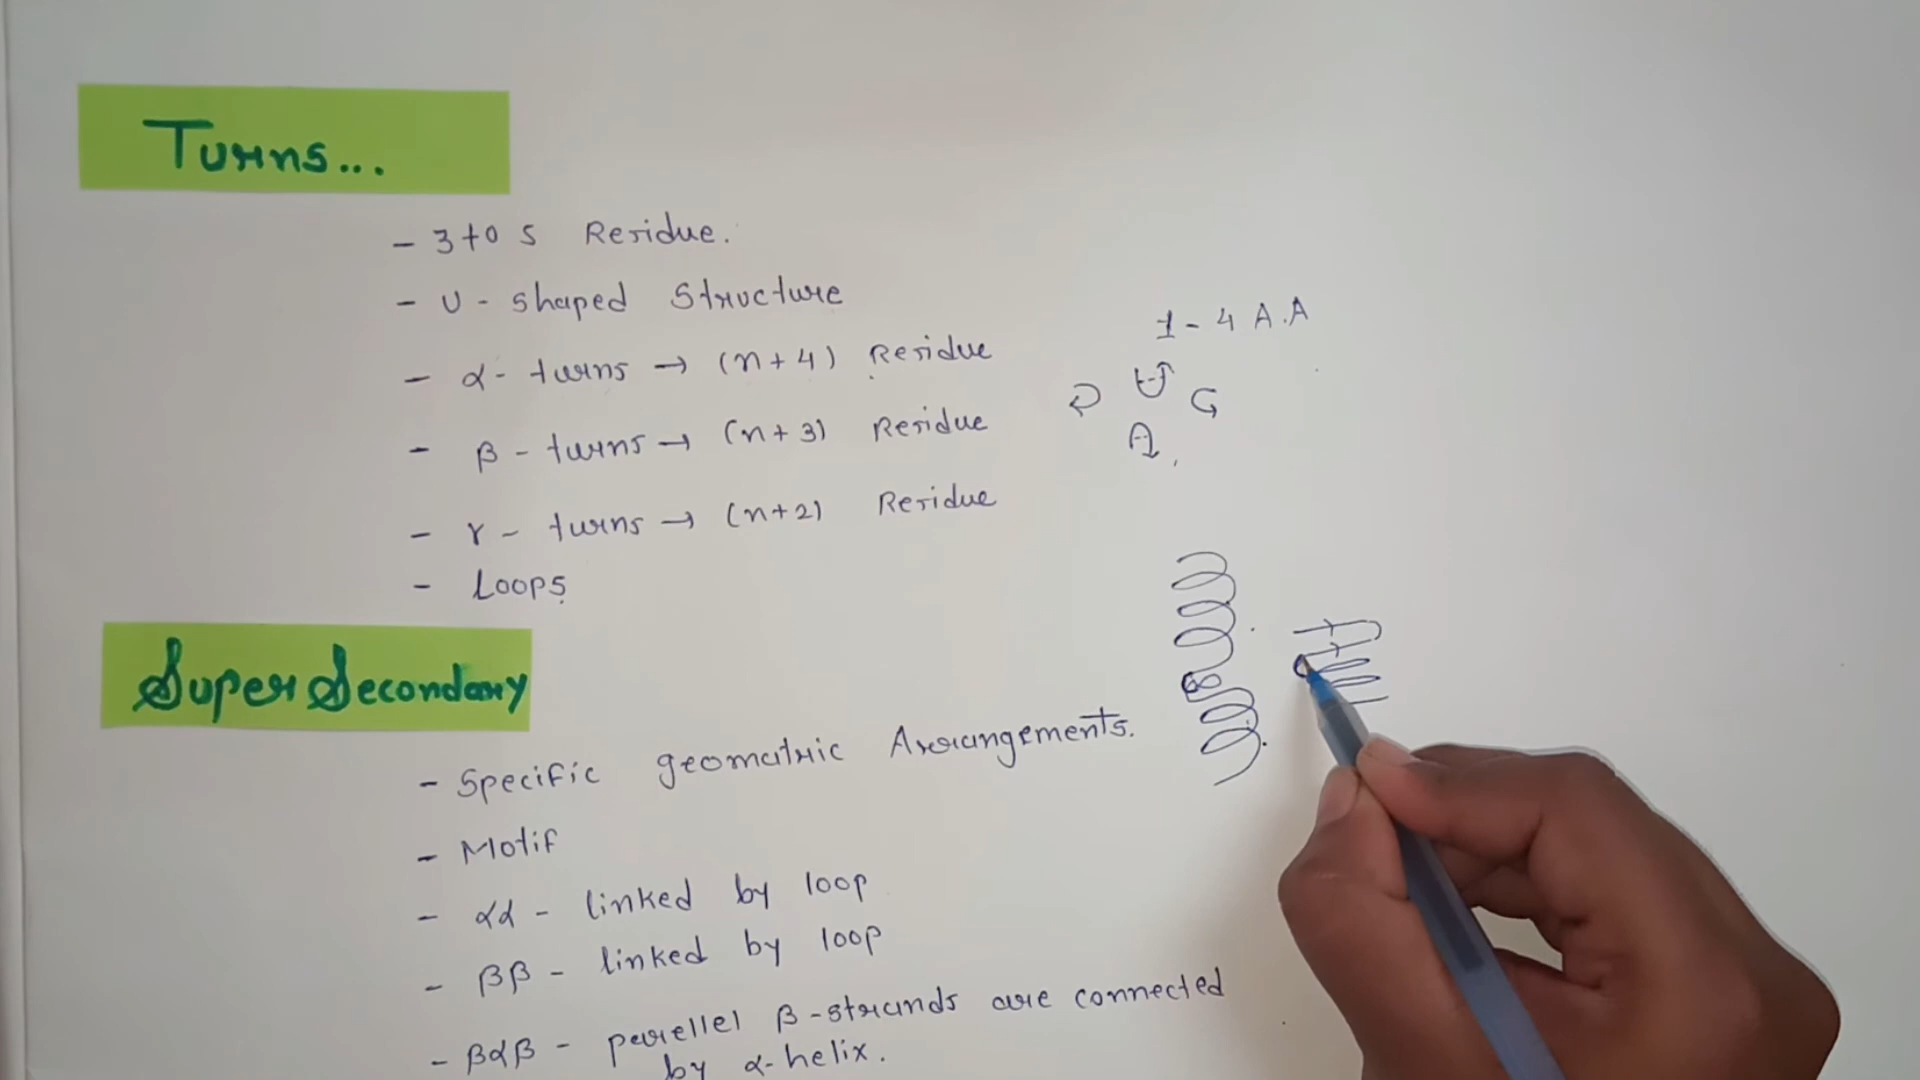 Turns...
- 3 to 5 Residue.
- U - shaped Structure
- α - turns → (n + 4) Residue
- β - turns → (n + 3) Residue
- γ - turns → (n + 2) Residue
- Loops
1 - 4 A.A
Super Secondary
- Specific geomatric Arrangements.
- Motif
- αα - linked by loop
- ββ - linked by loop
- βαβ - parellel β - strands are connected
by α - helix.